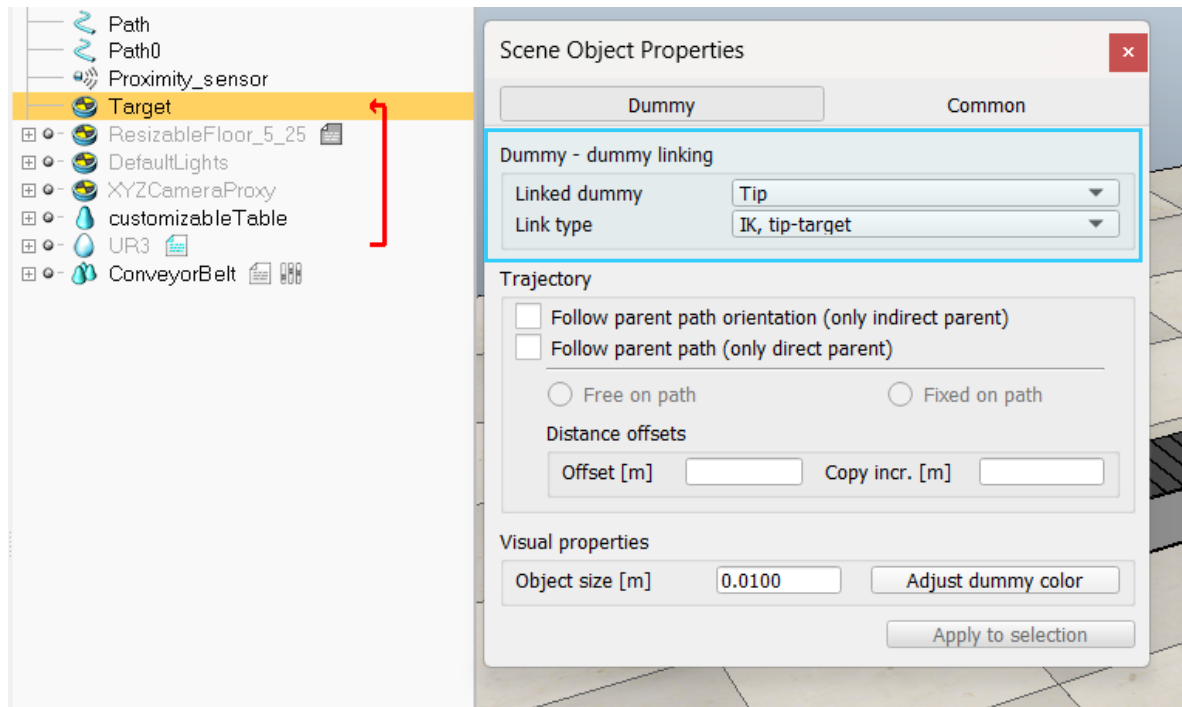 Path
Path0
Proximity_sensor
Target
ResizableFloor_5_25
DefaultLights
XYZCameraProxy
customizableTable
UR3
ConveyorBelt
Scene Object Properties
Dummy Common
Dummy - dummy linking
Linked dummy Tip
Link type IK, tip-target
Trajectory
Follow parent path orientation (only indirect parent)
Follow parent path (only direct parent)
Free on path Fixed on path
Distance offsets
Offset [m] Copy incr. [m]
Visual properties
Object size [m] 0.0100 Adjust dummy color
Apply to selection